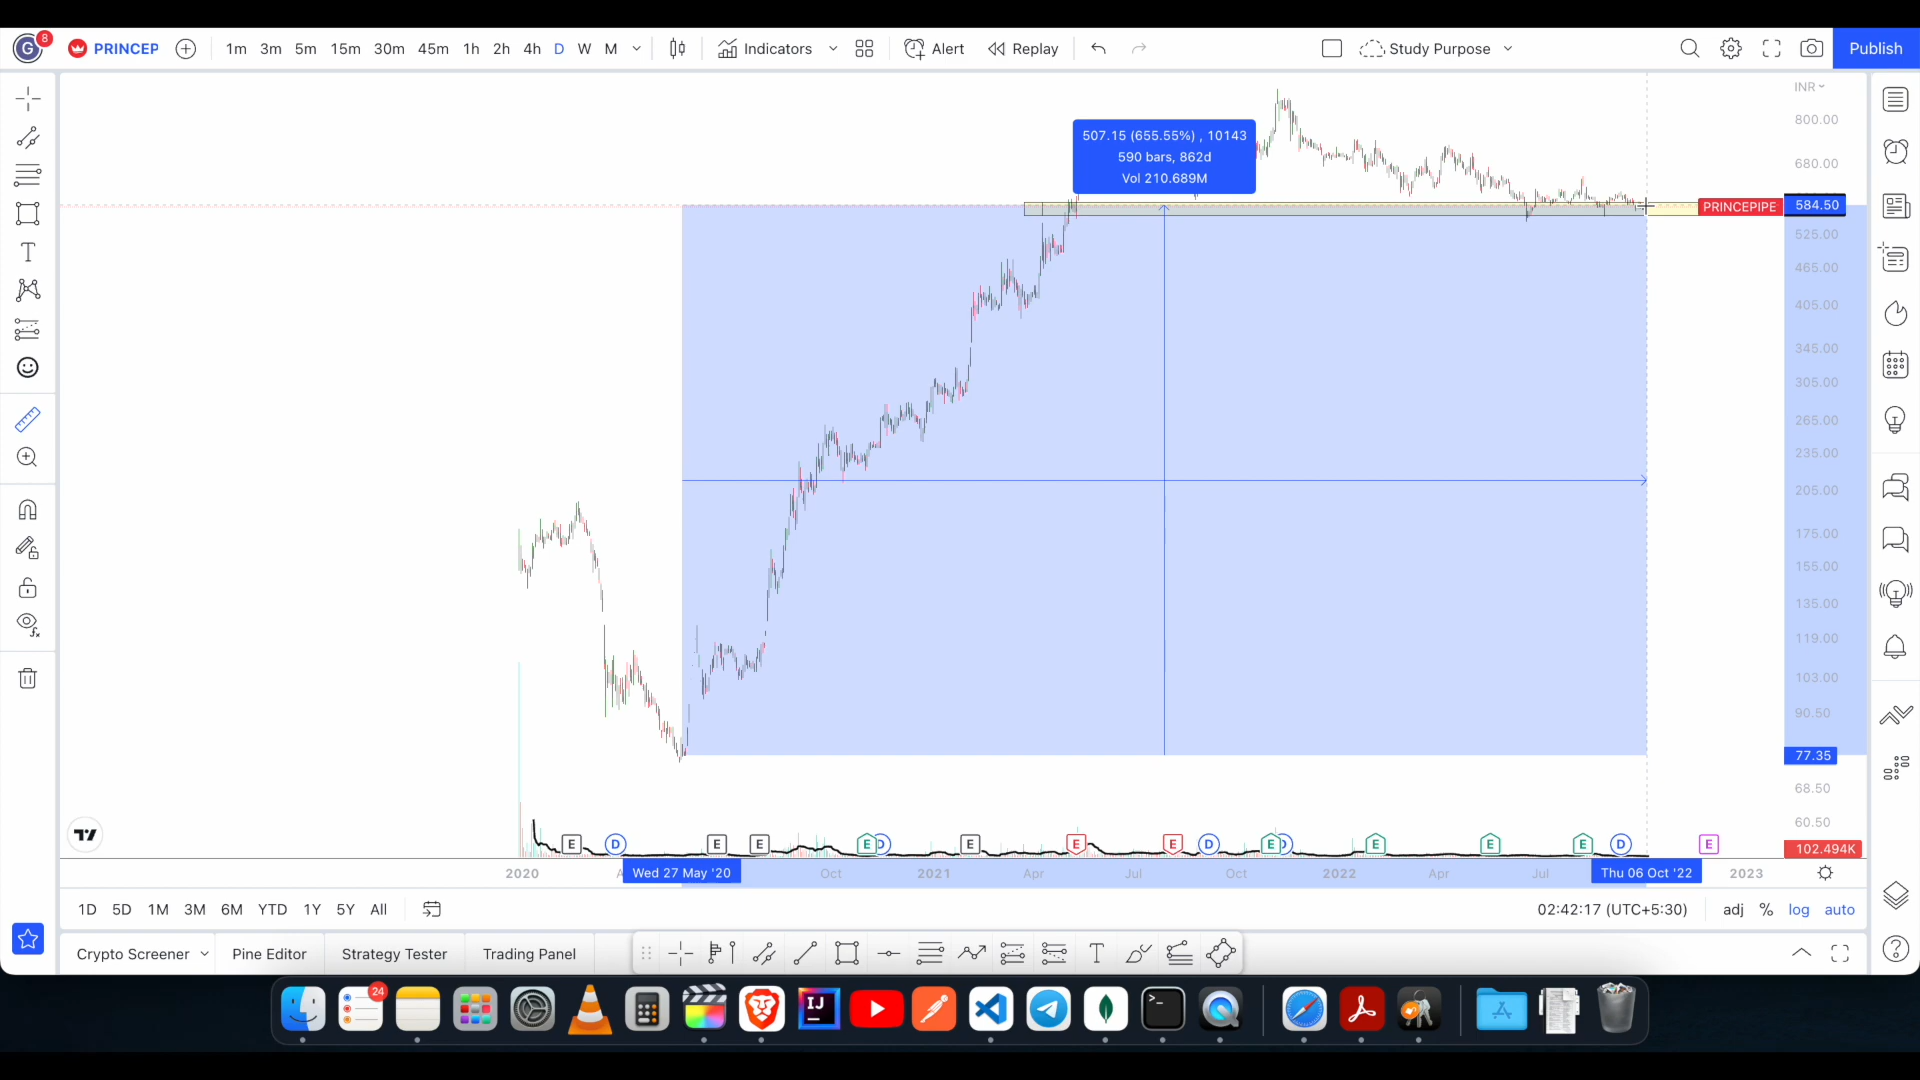 G
8
PRINCEP
1m 3m 5m 15m 30m 45m 1h 2h 4h D W M
Indicators
Alert
Replay
Study Purpose
Publish
INR
507.15 (655.55%) , 10143
590 bars, 862d
Vol 210.689M
800.00
680.00
PRINCEPIPE
584.50
525.00
465.00
405.00
345.00
305.00
265.00
235.00
205.00
175.00
155.00
135.00
119.00
103.00
90.50
77.35
68.50
60.50
102.494K
T
E D E E E D E E E D E D E E E D E
2020 A Wed 27 May '20 Oct 2021 Apr Jul Oct 2022 Apr Jul Thu 06 Oct '22 2023
1D 5D 1M 3M 6M YTD 1Y 5Y All
02:42:17 (UTC+5:30)
adj % log auto
Crypto Screener
Pine Editor
Strategy Tester
Trading Panel
T
24
IJ